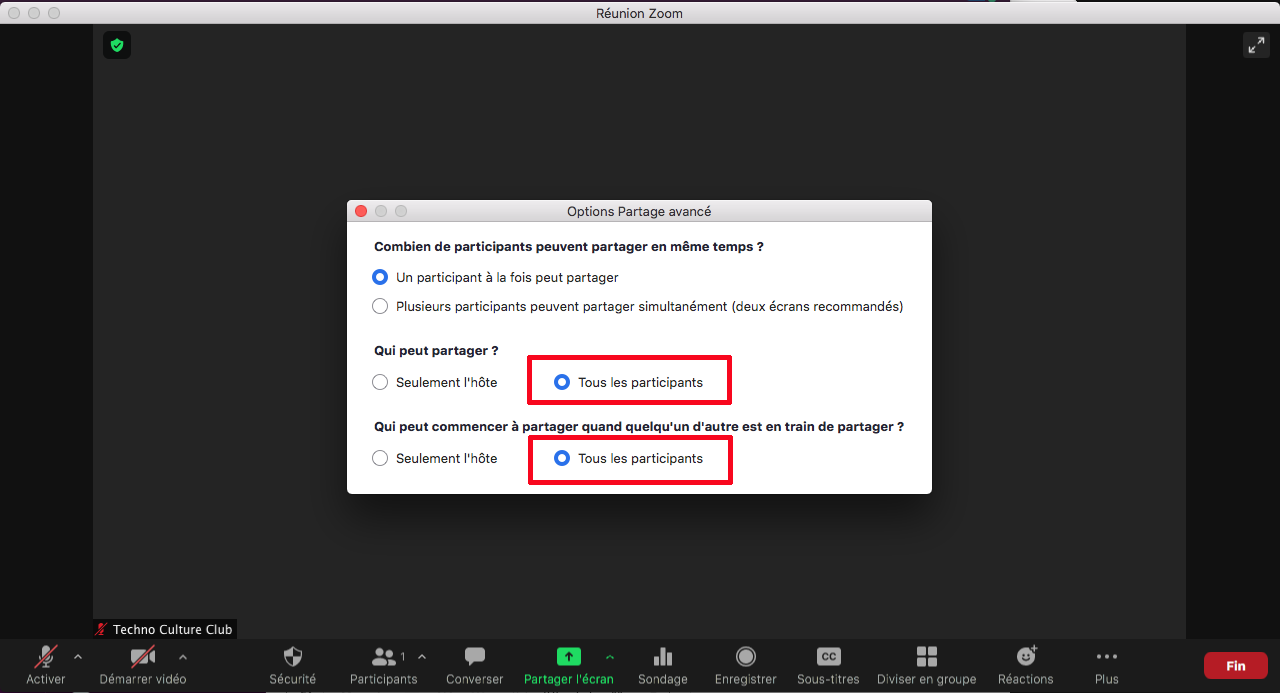 Réunion Zoom
Options Partage avancé
Combien de participants peuvent partager en même temps ?
Un participant à la fois peut partager
Plusieurs participants peuvent partager simultanément (deux écrans recommandés)
Qui peut partager ?
Seulement l'hôte Tous les participants
Qui peut commencer à partager quand quelqu'un d'autre est en train de partager ?
Seulement l'hôte Tous les participants
Techno Culture Club
1
CC
Activer Démarrer vidéo Sécurité Participants Converser Partager l'écran Sondage Enregistrer Sous-titres Diviser en groupe Réactions Plus Fin